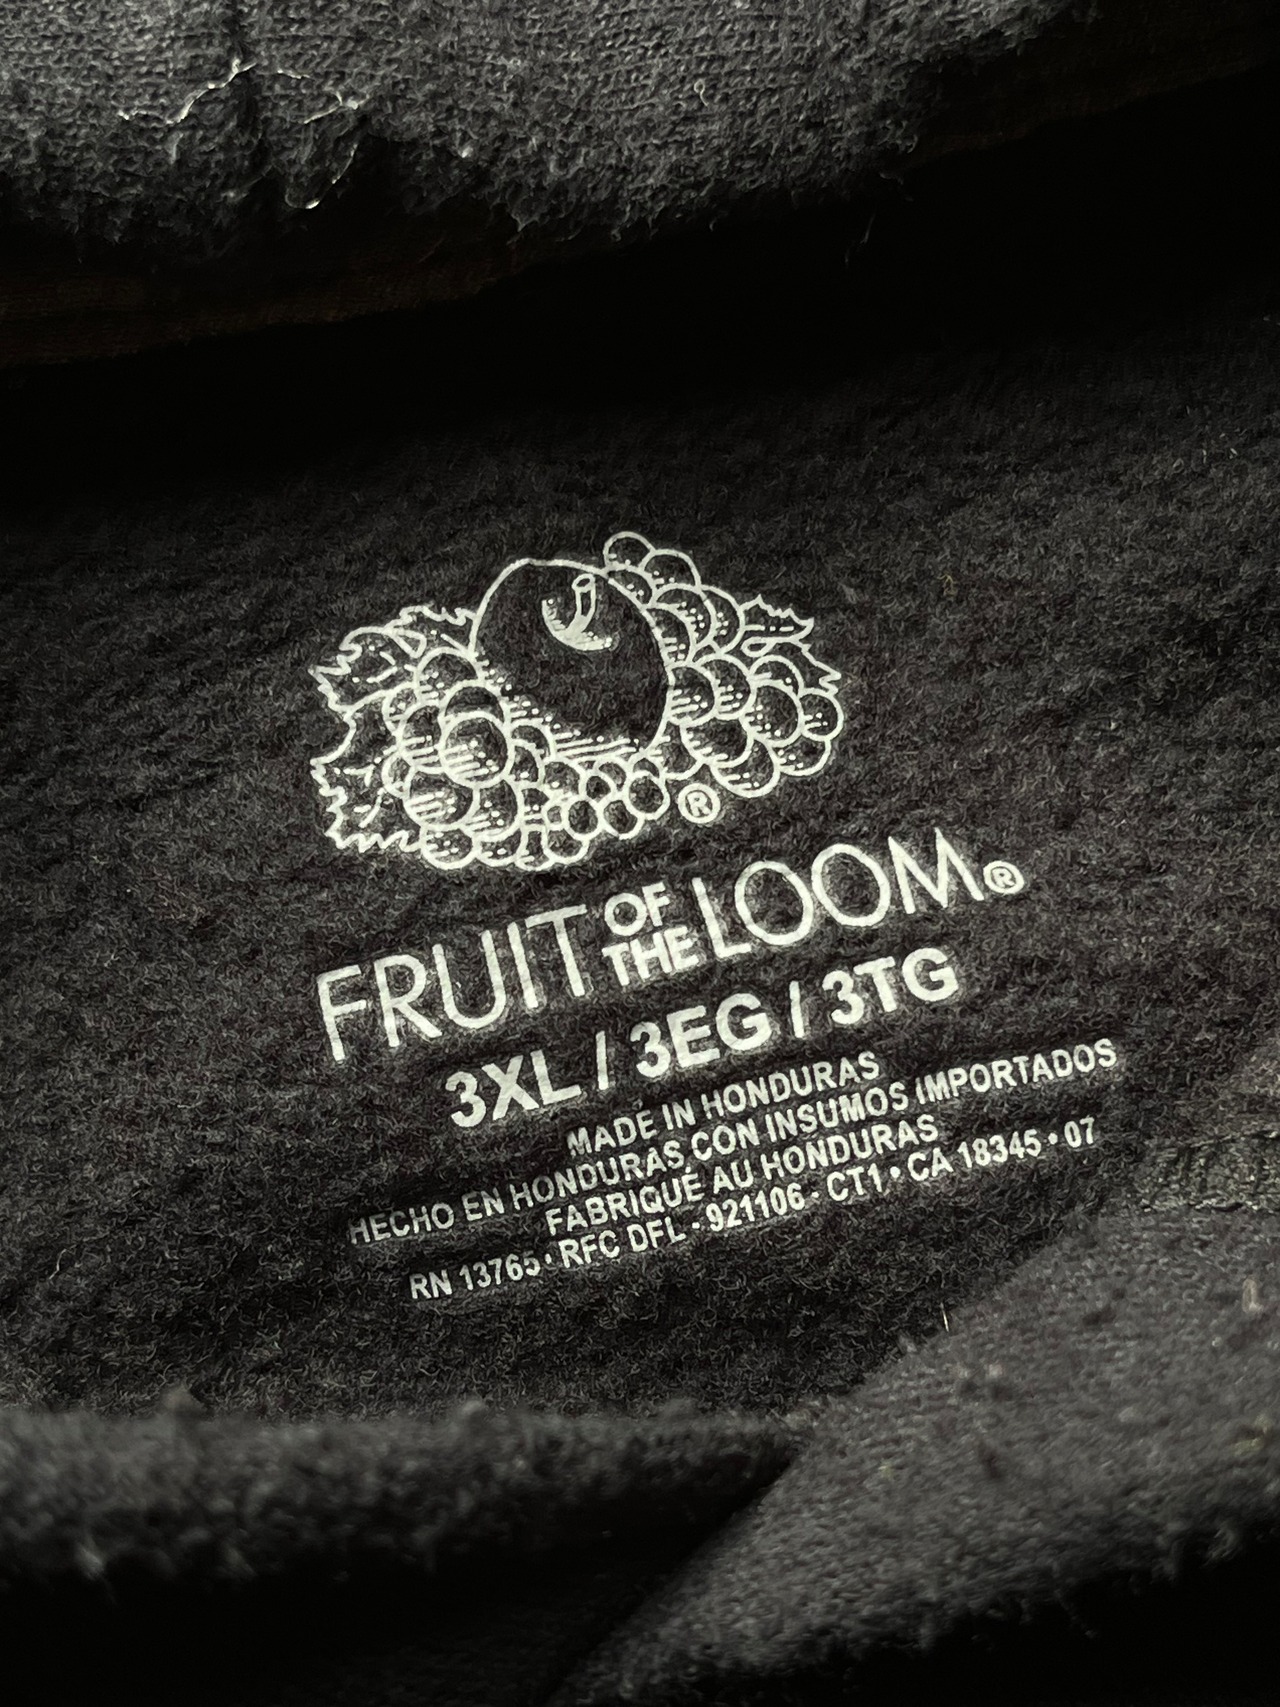 ®
FRUIT OF THE LOOM®
3XL / 3EG / 3TG
MADE IN HONDURAS
HECHO EN HONDURAS CON INSUMOS IMPORTADOS
FABRIQUÉ AU HONDURAS
RN 13765 · RFC DFL · 921106 · CT1 · CA 18345 · 07